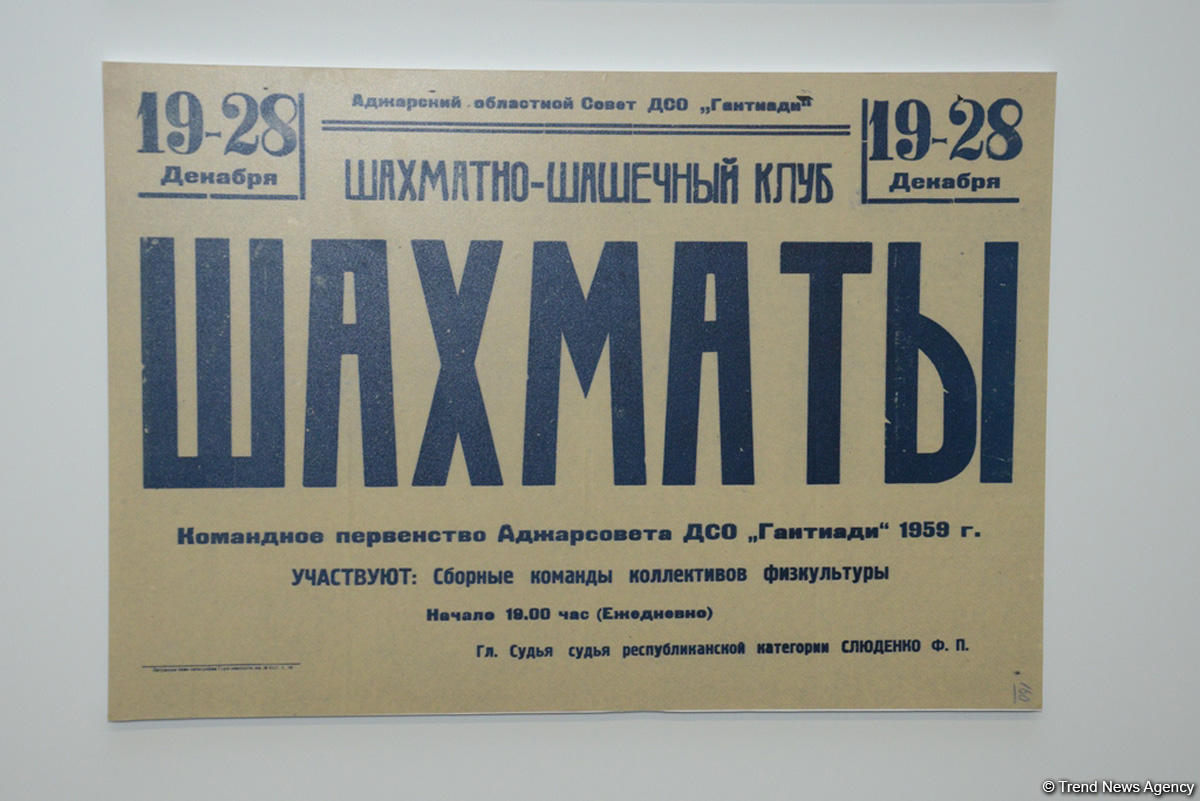 Аджарский областной Совет ДСО „Гантиади"
19-28
Декабря
19-28
Декабря
ШАХМАТНО-ШАШЕЧНЫЙ КЛУБ
ШАХМАТЫ
Командное первенство Аджарсовета ДСО „Гантиади“ 1959 г.
УЧАСТВУЮТ: Сборные команды коллективов физкультуры
Начало 19.00 час (Ежедневно)
Гл. Судья судья республиканской категории СЛЮДЕНКО Ф. П.
160
© Trend News Agency